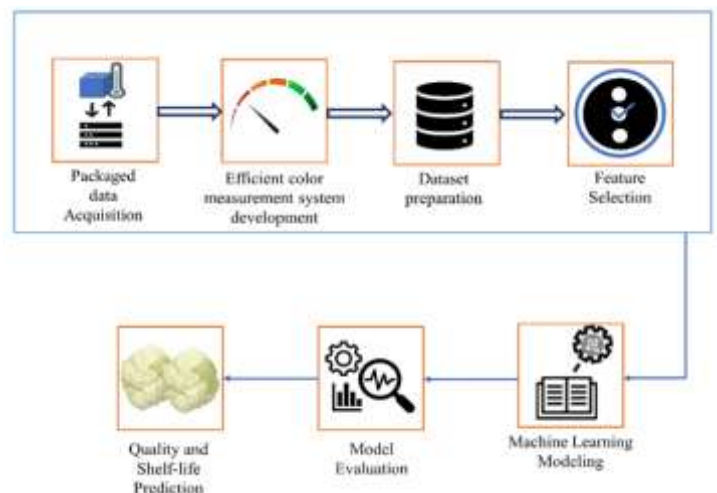 Packaged
data
Acquisition
Efficient color
measurement system
development
Dataset
preparation
Feature
Selection
Quality and
Shelf-life
Prediction
Model
Evaluation
Machine Learning
Modeling